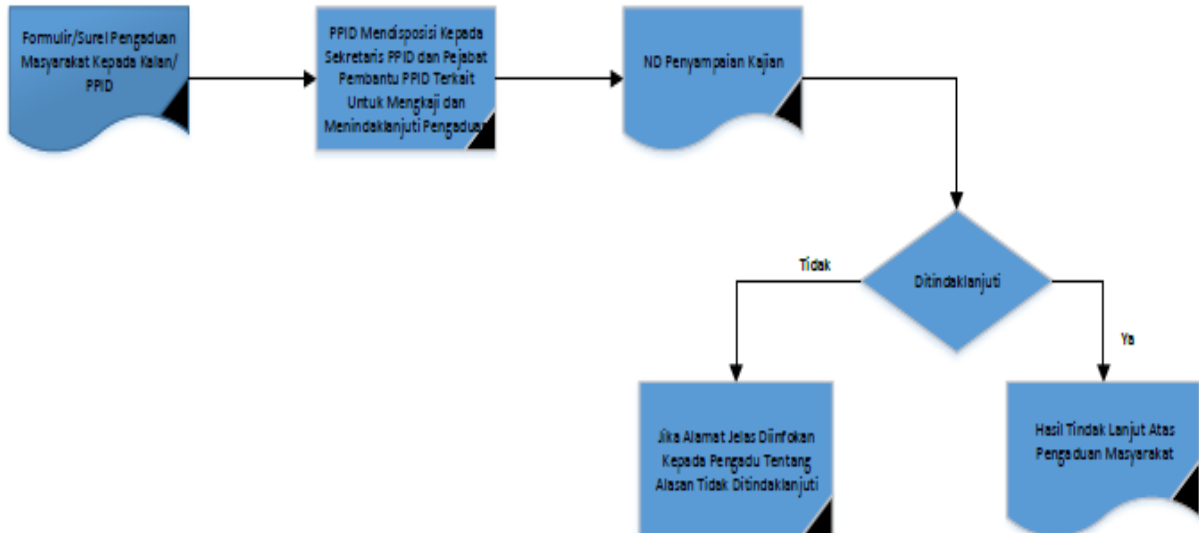 Formulir/Surel Pengaduan
Masyarakat Kepada Kalan/
PPID
PPID Mendisposisi Kepada
Sekretaris PPID dan Pejabat
Pembantu PPID Terkait
Untuk Mengkaji dan
Menindaklanjuti Pengaduan
ND Penyampaian Kajian
Ditindaklanjuti
Tidak
Ya
Jika Alamat Jelas Diinfokan
Kepada Pengadu Tentang
Alasan Tidak Ditindaklanjuti
Hasil Tindak Lanjut Atas
Pengaduan Masyarakat